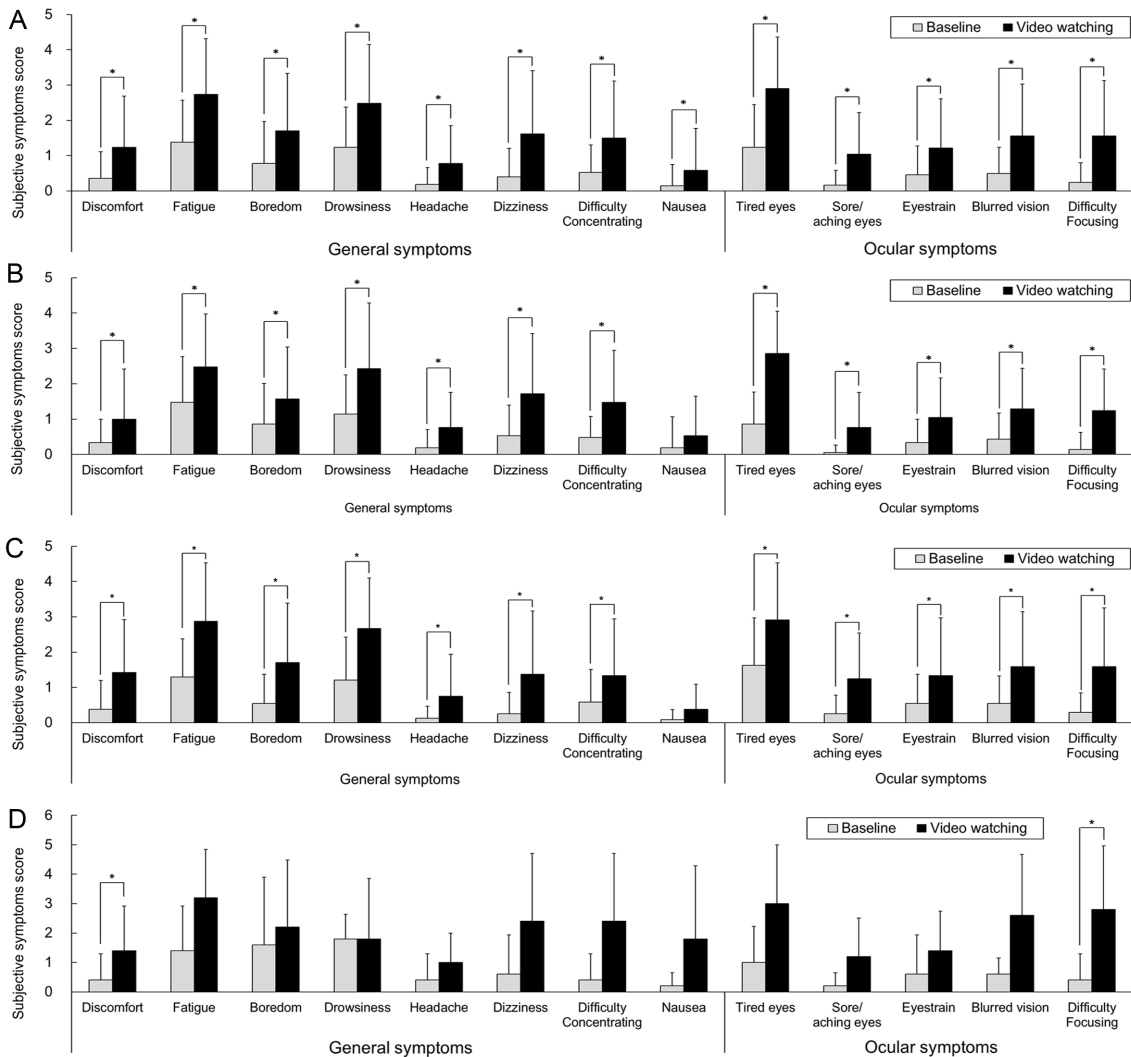 A
Subjective symptoms score
5
4
3
2
1
0
Baseline Video watching
* * * * * * * * * * * * *
Discomfort Fatigue Boredom Drowsiness Headache Dizziness Difficulty Concentrating Nausea Tired eyes Sore/ aching eyes Eyestrain Blurred vision Difficulty Focusing
General symptoms Ocular symptoms
B
Subjective symptoms score
5
4
3
2
1
0
Baseline Video watching
* * * * * * * * * * * *
Discomfort Fatigue Boredom Drowsiness Headache Dizziness Difficulty Concentrating Nausea Tired eyes Sore/ aching eyes Eyestrain Blurred vision Difficulty Focusing
General symptoms Ocular symptoms
C
Subjective symptoms score
5
4
3
2
1
0
Baseline Video watching
* * * * * * * * * * * *
Discomfort Fatigue Boredom Drowsiness Headache Dizziness Difficulty Concentrating Nausea Tired eyes Sore/ aching eyes Eyestrain Blurred vision Difficulty Focusing
General symptoms Ocular symptoms
D
Subjective symptoms score
6
5
4
3
2
1
0
Baseline Video watching
* *
Discomfort Fatigue Boredom Drowsiness Headache Dizziness Difficulty Concentrating Nausea Tired eyes Sore/ aching eyes Eyestrain Blurred vision Difficulty Focusing
General symptoms Ocular symptoms